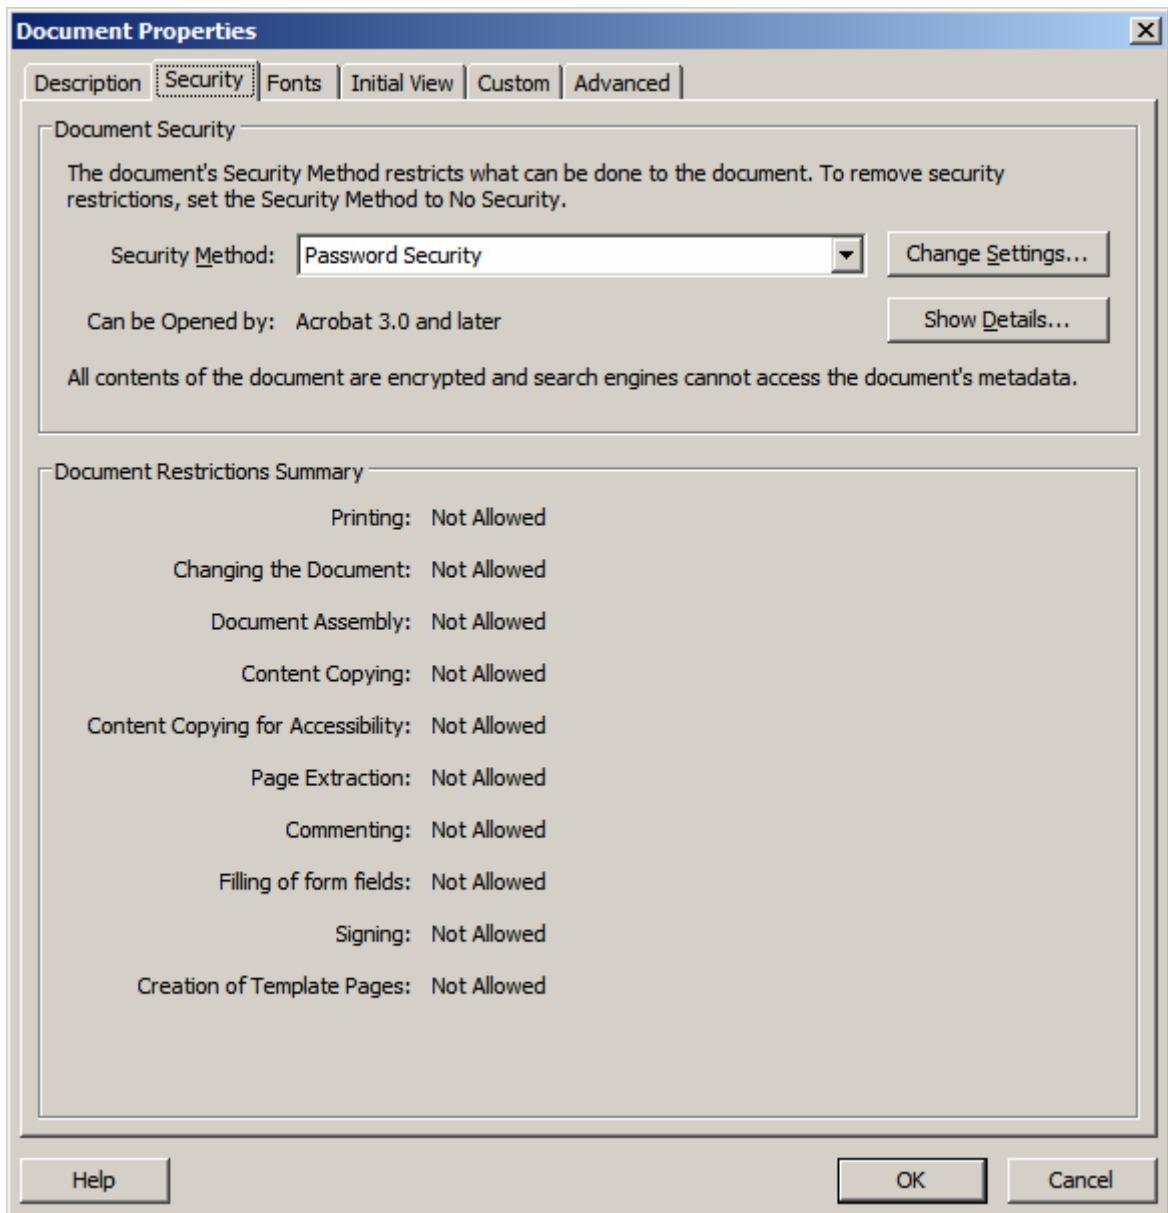 Document Properties
Description Security Fonts Initial View Custom Advanced
Document Security
The document's Security Method restricts what can be done to the document. To remove security
restrictions, set the Security Method to No Security.
Security Method: Password Security Change Settings...
Can be Opened by: Acrobat 3.0 and later Show Details...
All contents of the document are encrypted and search engines cannot access the document's metadata.
Document Restrictions Summary
Printing: Not Allowed
Changing the Document: Not Allowed
Document Assembly: Not Allowed
Content Copying: Not Allowed
Content Copying for Accessibility: Not Allowed
Page Extraction: Not Allowed
Commenting: Not Allowed
Filling of form fields: Not Allowed
Signing: Not Allowed
Creation of Template Pages: Not Allowed
Help OK Cancel